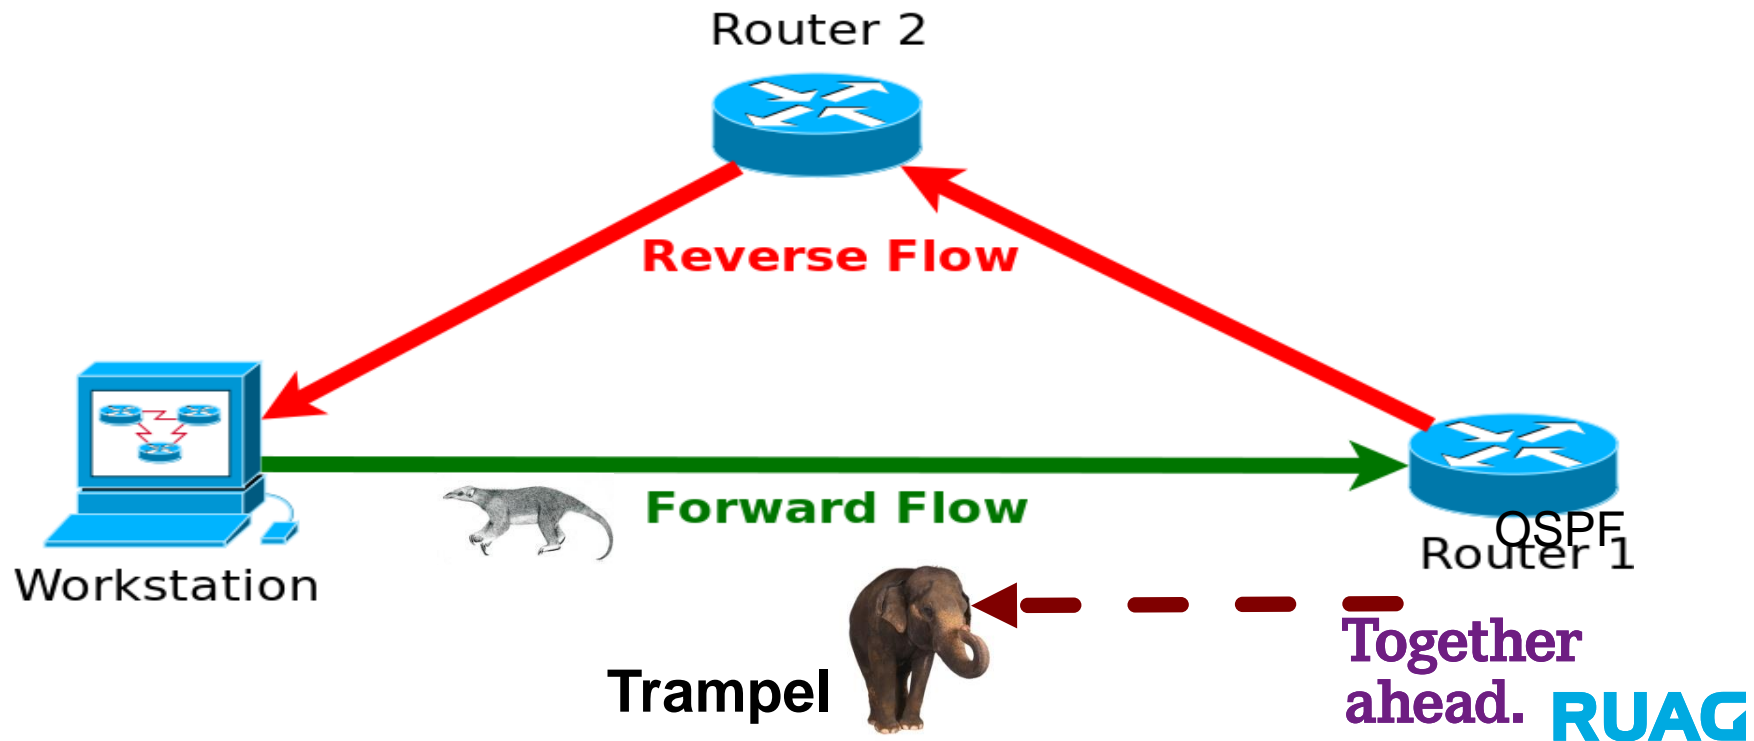 Router 2
Reverse Flow
Forward Flow
OSPF
Router 1
Workstation
Trampel
Together
ahead. RUAG